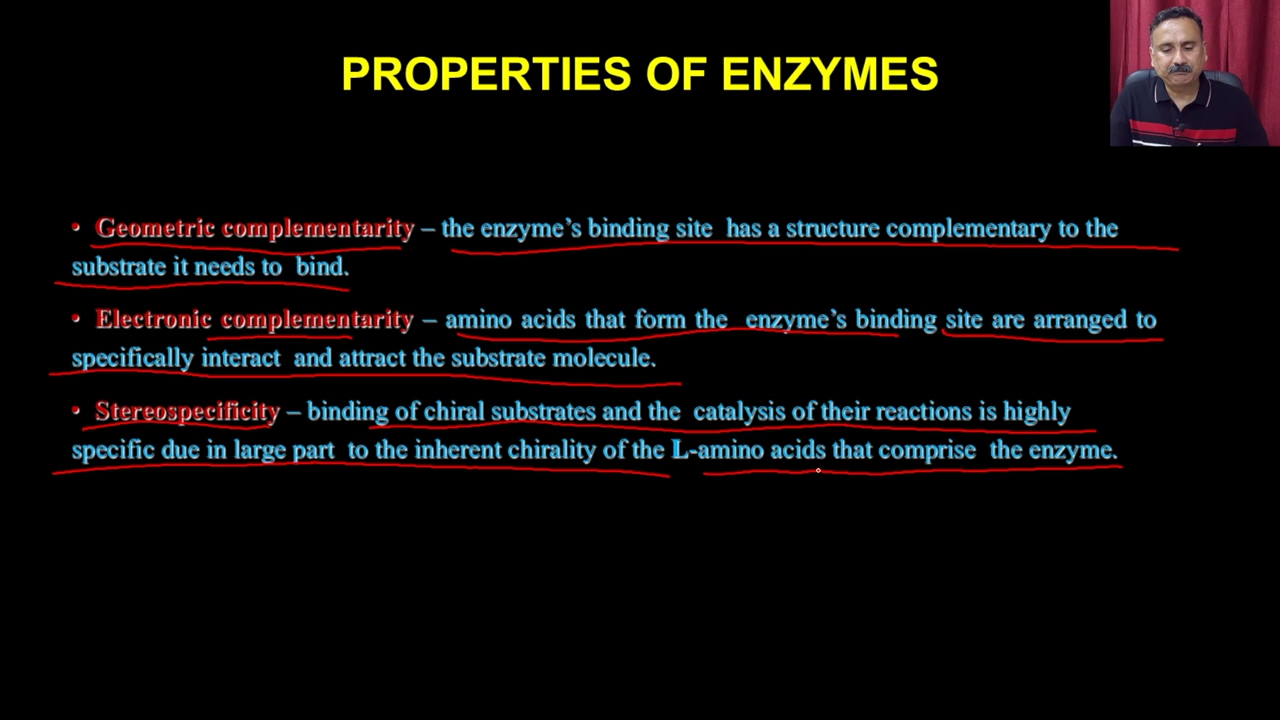 PROPERTIES OF ENZYMES
• Geometric complementarity – the enzyme’s binding site has a structure complementary to the
substrate it needs to bind.
• Electronic complementarity – amino acids that form the enzyme’s binding site are arranged to
specifically interact and attract the substrate molecule.
• Stereospecificity – binding of chiral substrates and the catalysis of their reactions is highly
specific due in large part to the inherent chirality of the L-amino acids that comprise the enzyme.